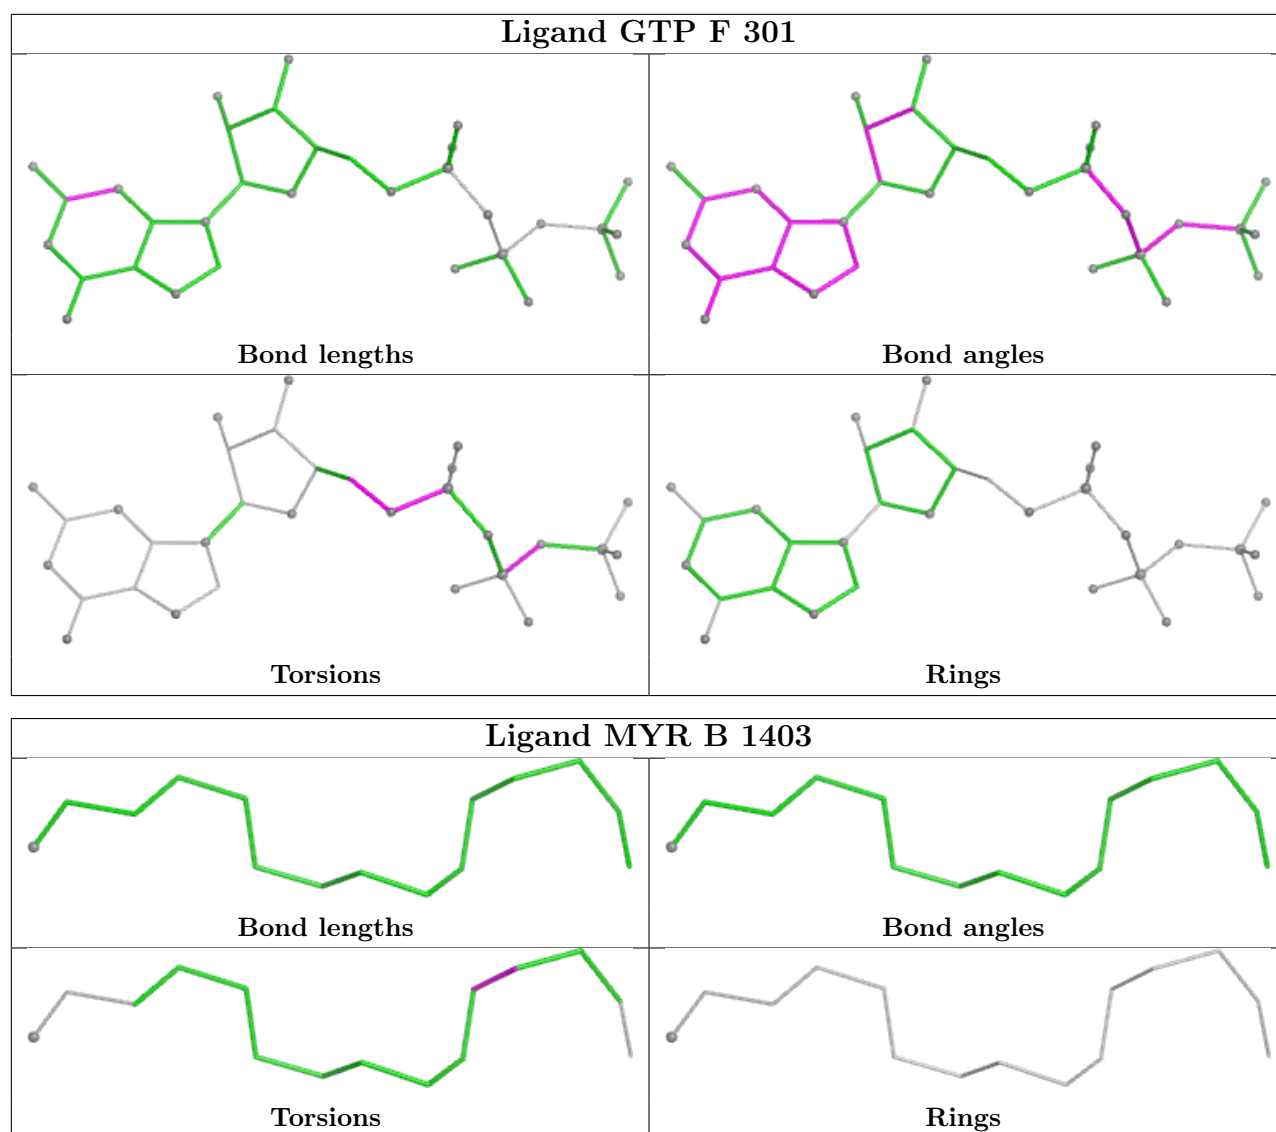 Ligand GTP F 301
Bond lengths
Bond angles
Torsions
Rings
Ligand MYR B 1403
Bond lengths
Bond angles
Torsions
Rings